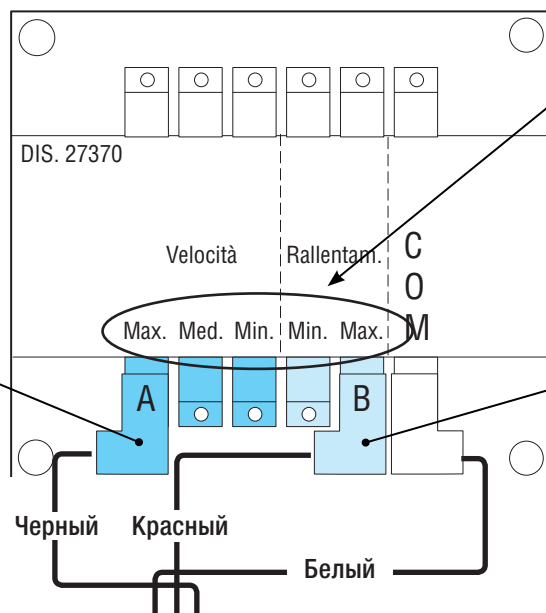 DIS. 27370
Velocità Rallentam. C
O
Max. Med. Min. Min. Max. M
A B
Черный Красный
Белый